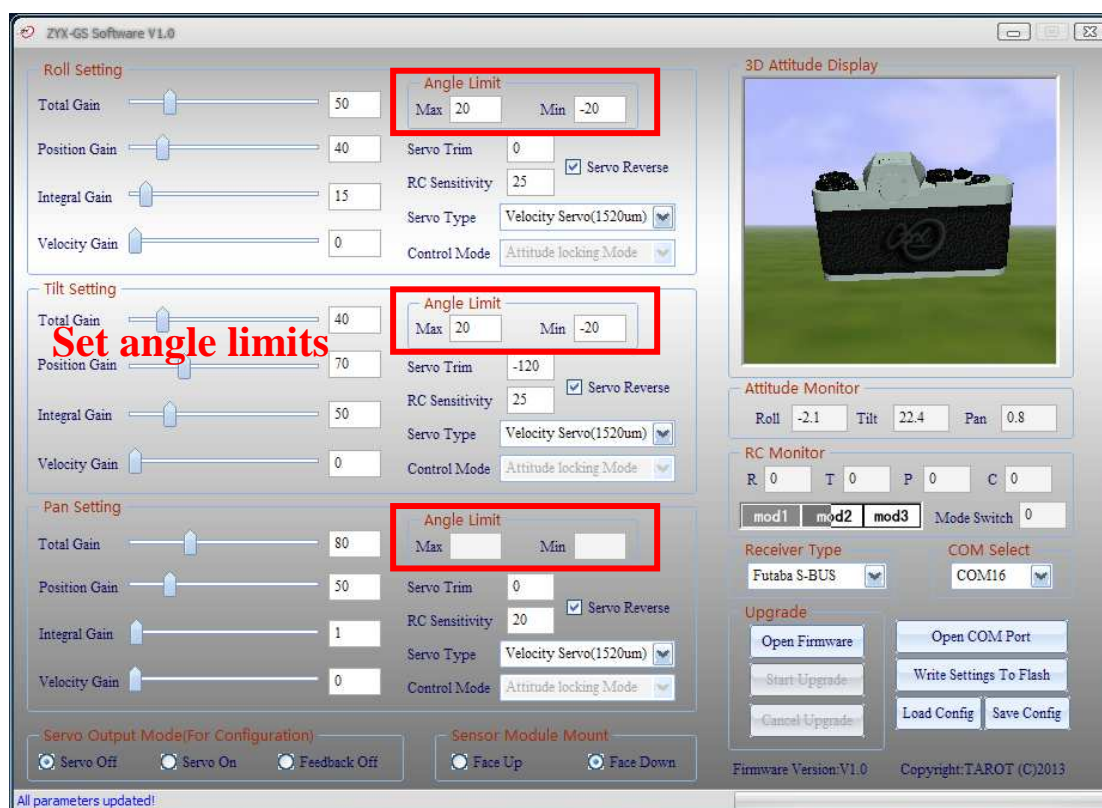 ZYX-GS Software V1.0
Roll Setting
Total Gain 50
Position Gain 40
Integral Gain 15
Velocity Gain 0
Angle Limit
Max 20 Min -20
Servo Trim 0
Servo Reverse
RC Sensitivity 25
Servo Type Velocity Servo(1520um)
Control Mode Attitude locking Mode
Tilt Setting
Total Gain 40
Set angle limits
Position Gain 70
Integral Gain 50
Velocity Gain 0
Angle Limit
Max 20 Min -20
Servo Trim -120
Servo Reverse
RC Sensitivity 25
Servo Type Velocity Servo(1520um)
Control Mode Attitude locking Mode
Pan Setting
Total Gain 80
Position Gain 50
Integral Gain 1
Velocity Gain 0
Angle Limit
Max Min
Servo Trim 0
Servo Reverse
RC Sensitivity 20
Servo Type Velocity Servo(1520um)
Control Mode Attitude locking Mode
Servo Output Mode(For Configuration)
Servo Off Servo On Feedback Off
Sensor Module Mount
Face Up Face Down
3D Attitude Display
ZYX
Attitude Monitor
Roll -2.1 Tilt 22.4 Pan 0.8
RC Monitor
R 0 T 0 P 0 C 0
mod1 mod2 mod3 Mode Switch 0
Receiver Type
Futaba S-BUS
COM Select
COM16
Upgrade
Open Firmware
Start Upgrade
Cancel Upgrade
Open COM Port
Write Settings To Flash
Load Config Save Config
Firmware Version:V1.0 Copyright:TAROT (C)2013
All parameters updated!